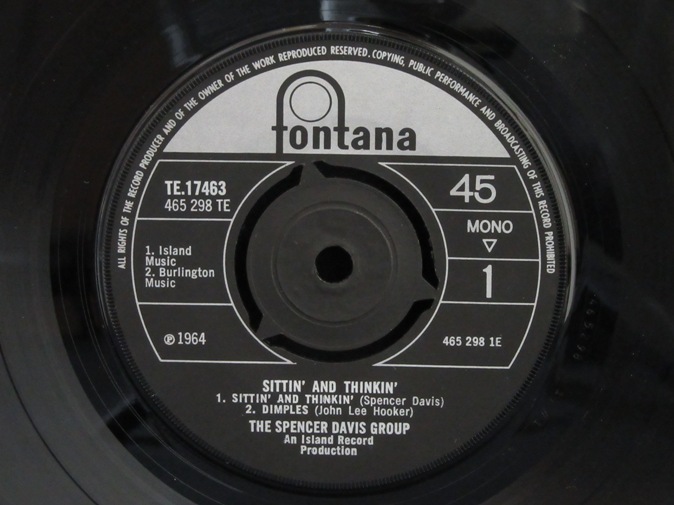 ALL RIGHTS OF THE RECORD PRODUCER AND OF THE OWNER OF THE WORK REPRODUCED RESERVED. COPYING, PUBLIC PERFORMANCE AND BROADCASTING OF THIS RECORD PROHIBITED
fontana
TE.17463
465 298 TE
45
MONO
1
1. Island
Music
2. Burlington
Music
℗ 1964
465 298 1E
SITTIN' AND THINKIN'
1. SITTIN' AND THINKIN' (Spencer Davis)
2. DIMPLES (John Lee Hooker)
THE SPENCER DAVIS GROUP
An Island Record
Production